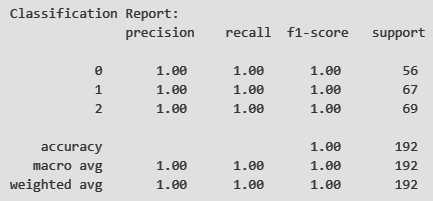 Classification Report:
precision recall f1-score support
0 1.00 1.00 1.00 56
1 1.00 1.00 1.00 67
2 1.00 1.00 1.00 69
accuracy 1.00 192
macro avg 1.00 1.00 1.00 192
weighted avg 1.00 1.00 1.00 192